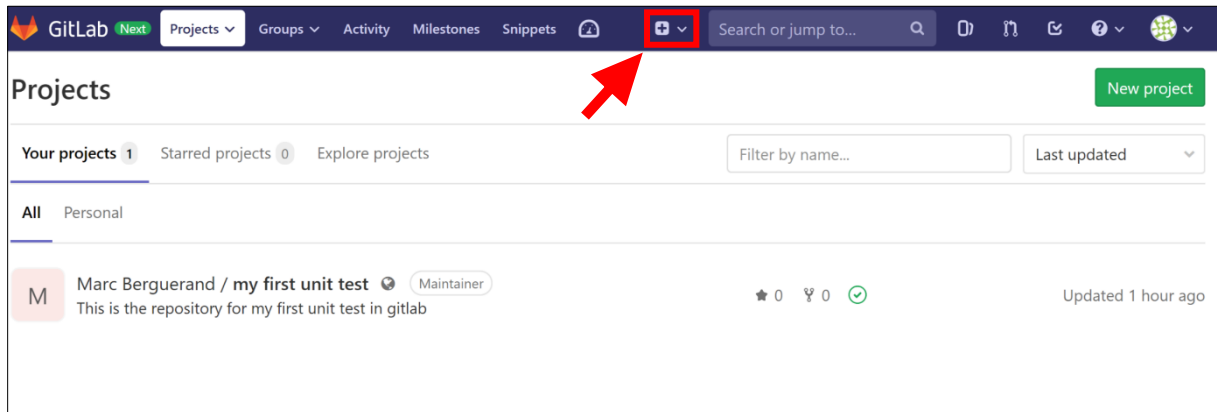 GitLab Next Projects Groups Activity Milestones Snippets Search or jump to...
Projects
New project
Your projects 1 Starred projects 0 Explore projects
Filter by name...
Last updated
All Personal
M
Marc Berguerand / my first unit test Maintainer
This is the repository for my first unit test in gitlab
0 0
Updated 1 hour ago